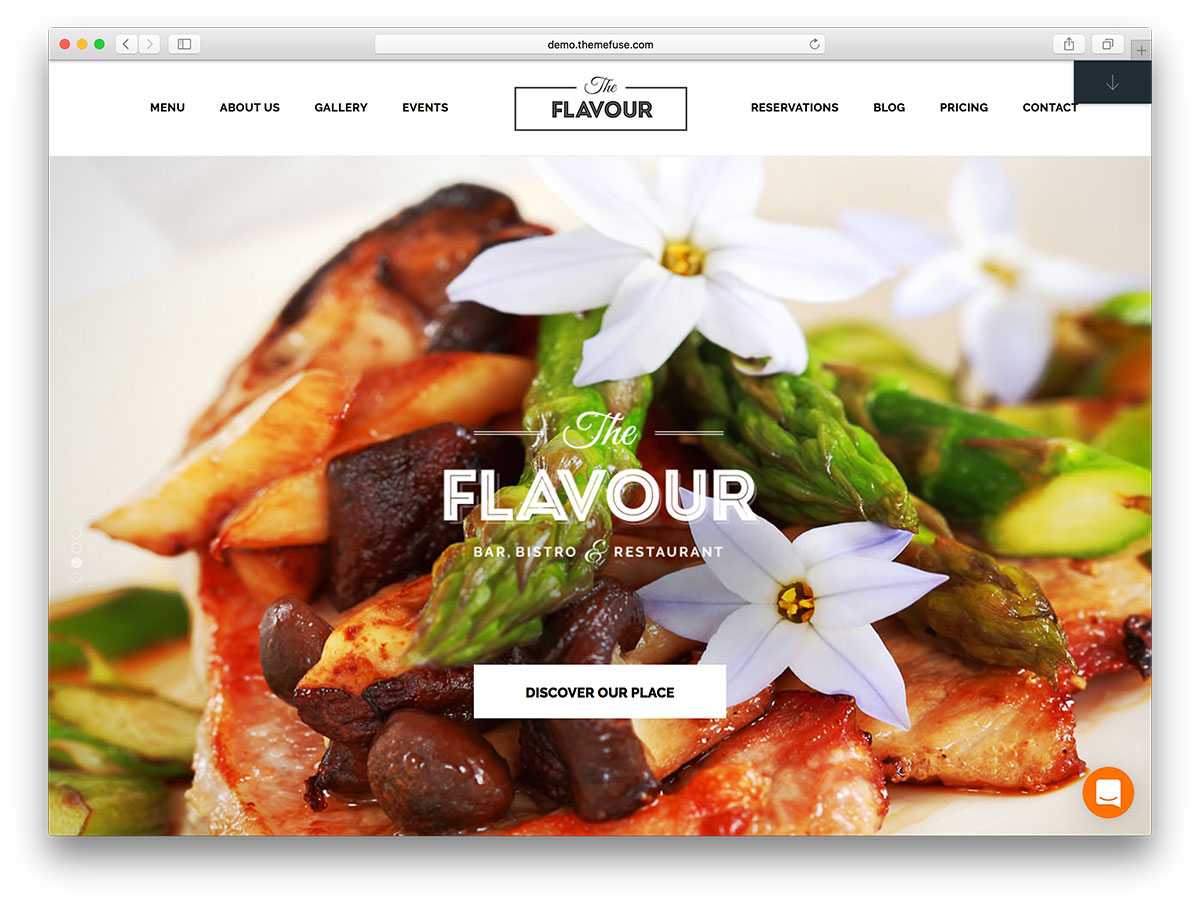 demo.themefuse.com
MENU ABOUT US GALLERY EVENTS
The
FLAVOUR
RESERVATIONS BLOG PRICING CONTACT
The
FLAVOUR
BAR, BISTRO & RESTAURANT
DISCOVER OUR PLACE